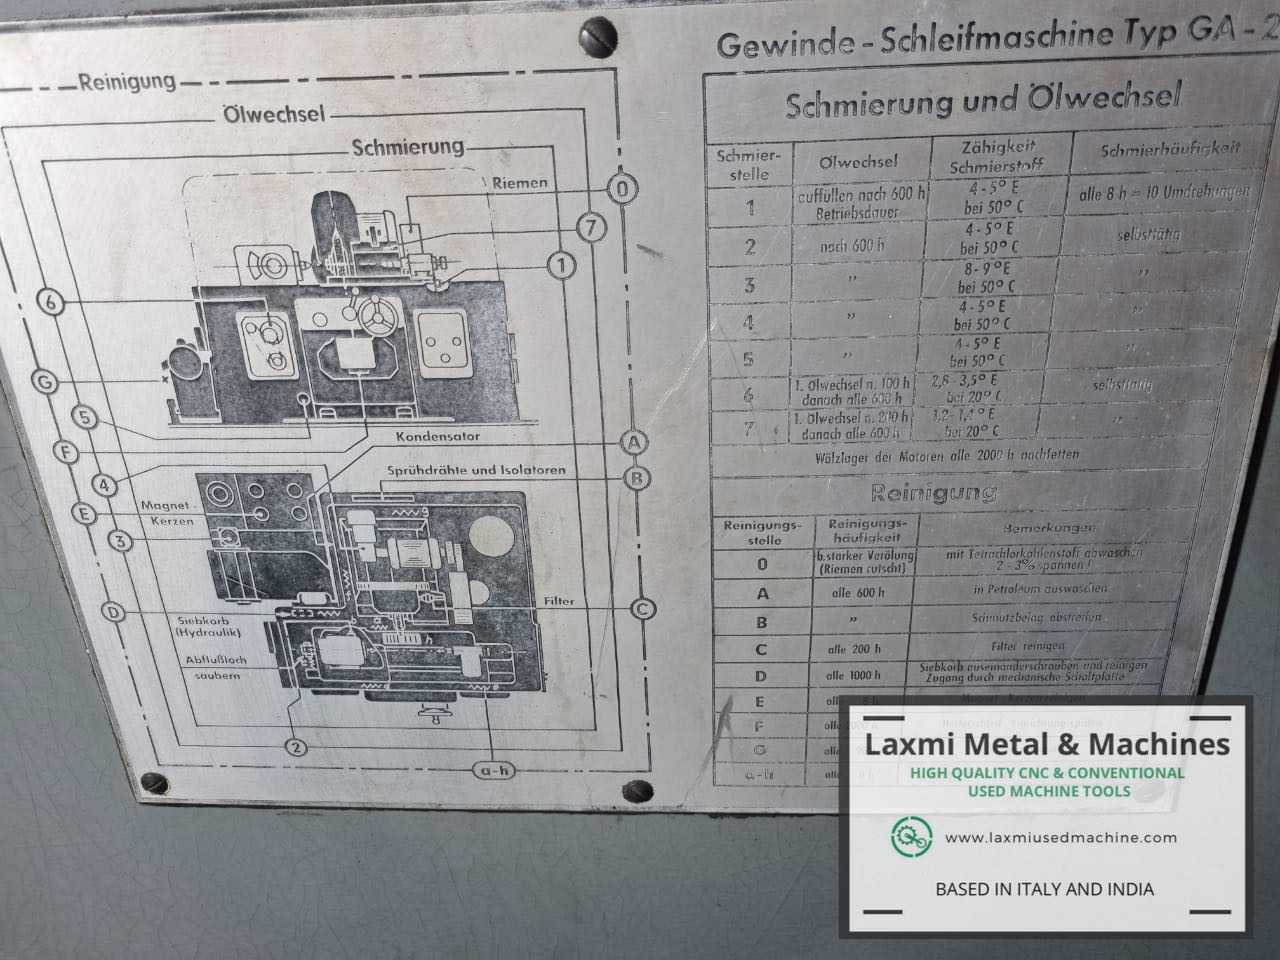 Reinigung
Ölwechsel
Schmierung
Riemen
0
7
1
6
G
5
F
Kondensator
A
Sprühdrähte und Isolatoren
B
4
Magnet-
Kerzen
E
3
Filter
C
D
Siebkorb
(Hydraulik)
Abflußloch
saubern
2
a-h
Gewinde-Schleifmaschine Typ GA-2
Schmierung und Ölwechsel
Schmier-
stelle
Ölwechsel
Zähigkeit
Schmierstoff
Schmierhäufigkeit
1
auffüllen nach 600 h
Betriebsdauer
4-5° E
bei 50° C
alle 8 h = 10 Umdrehungen
2
nach 600 h
4-5° E
bei 50° C
selbsttätig
3
"
8-9° E
bei 50° C
"
4
"
4-5° E
bei 50° C
"
5
"
4-5° E
bei 50° C
"
6
1. Ölwechsel n. 100 h
danach alle 600 h
2,8-3,5° E
bei 20° C
selbsttätig
7
1. Ölwechsel n. 200 h
danach alle 600 h
1,2-1,4° E
bei 20° C
"
Wälzlager der Motoren alle 2000 h nachfetten
Reinigung
Reinigungs-
stelle
Reinigungs-
häufigkeit
Bemerkungen
0
b. starker Verölung
(Riemen rutscht)
mit Tetrachlorkohlenstoff abwaschen
2-3% spannen!
A
alle 600 h
in Petroleum auswaschen
B
"
Schmutzbelag abstreifen
C
alle 200 h
Filter reinigen
D
alle 1000 h
Siebkorb auseinanderschrauben und reinigen
Zugang durch mechanische Schaltplatte
E
F
G
a-h
Laxmi Metal & Machines
HIGH QUALITY CNC & CONVENTIONAL
USED MACHINE TOOLS
www.laxmiusedmachine.com
BASED IN ITALY AND INDIA